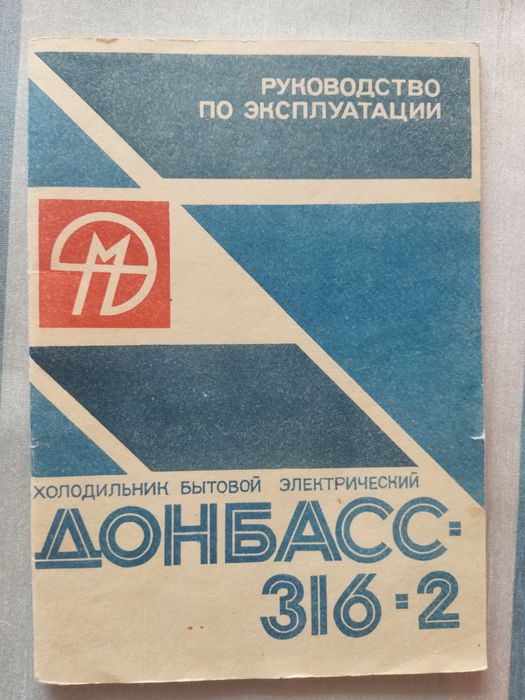 РУКОВОДСТВО
ПО ЭКСПЛУАТАЦИИ
М
ХОЛОДИЛЬНИК БЫТОВОЙ ЭЛЕКТРИЧЕСКИЙ
ДОНБАСС-
316-2